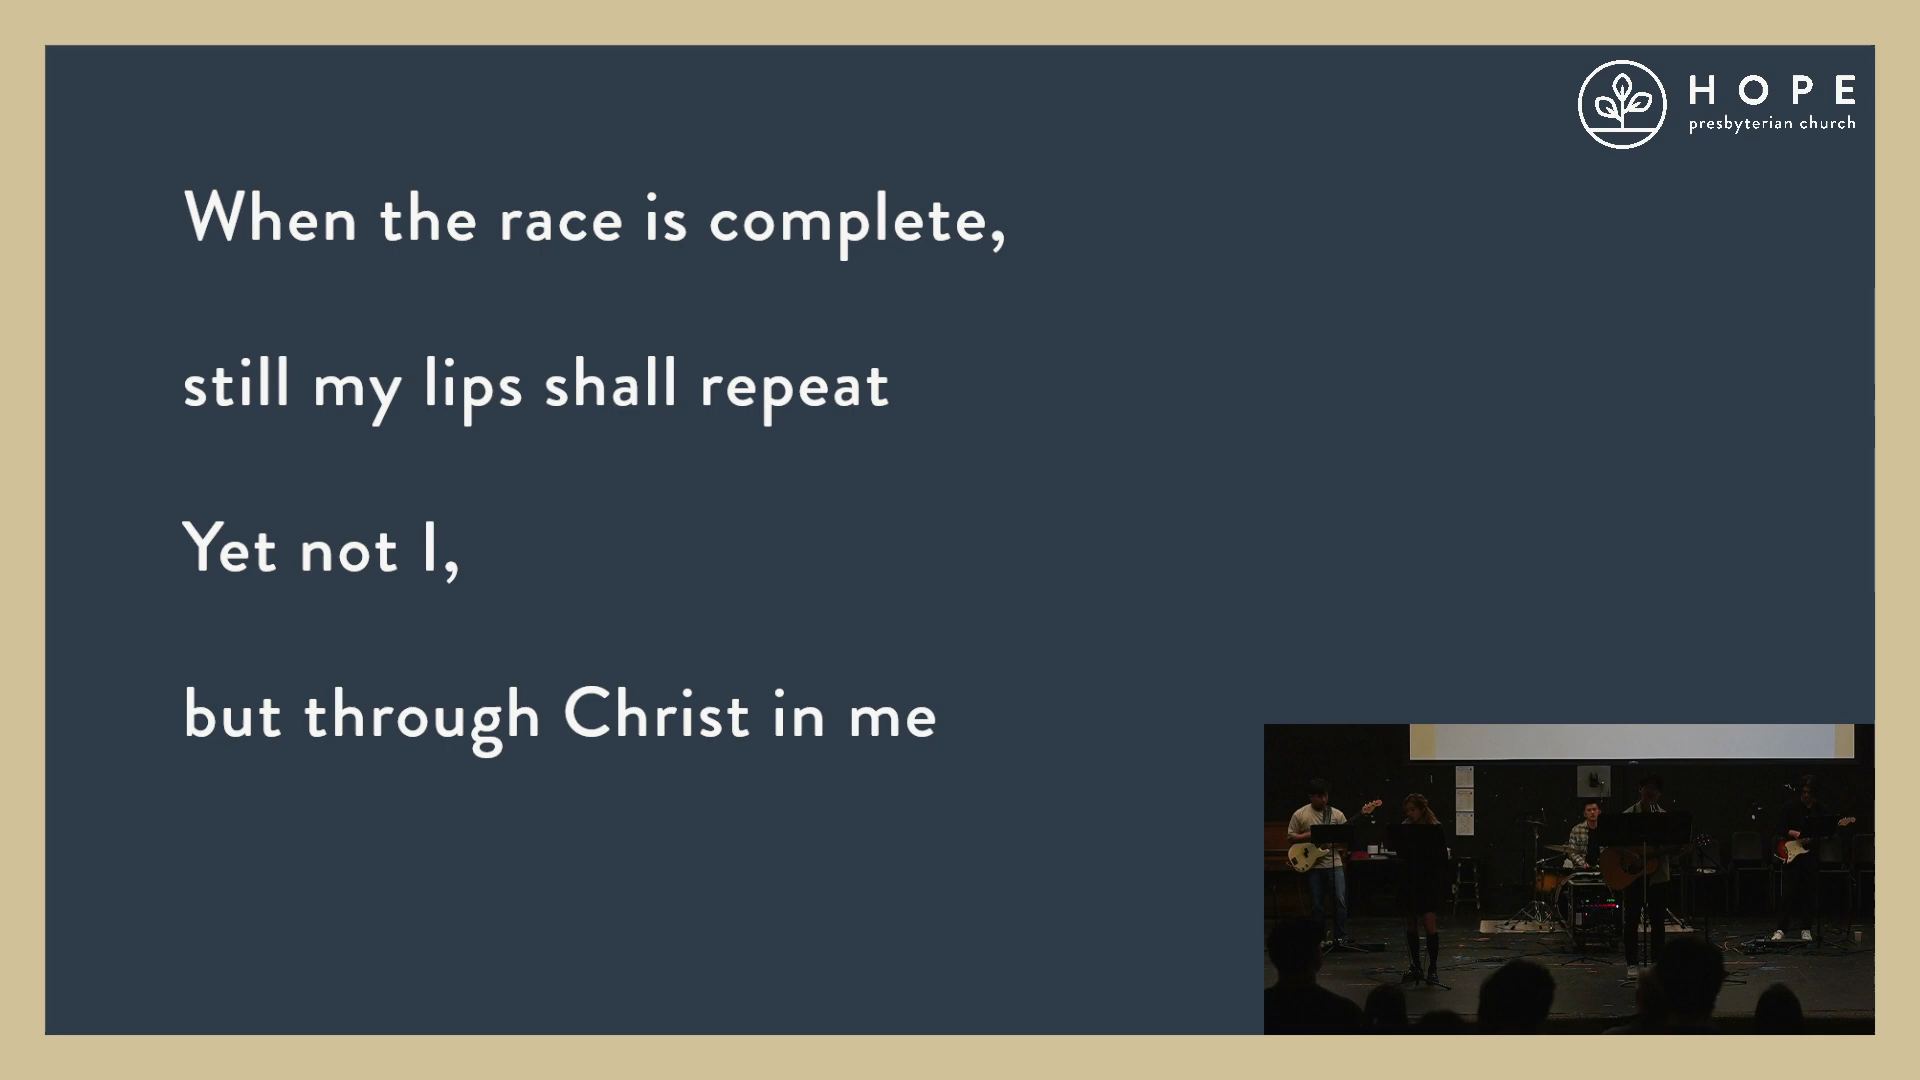 HOPE
presbyterian church
When the race is complete,
still my lips shall repeat
Yet not I,
but through Christ in me